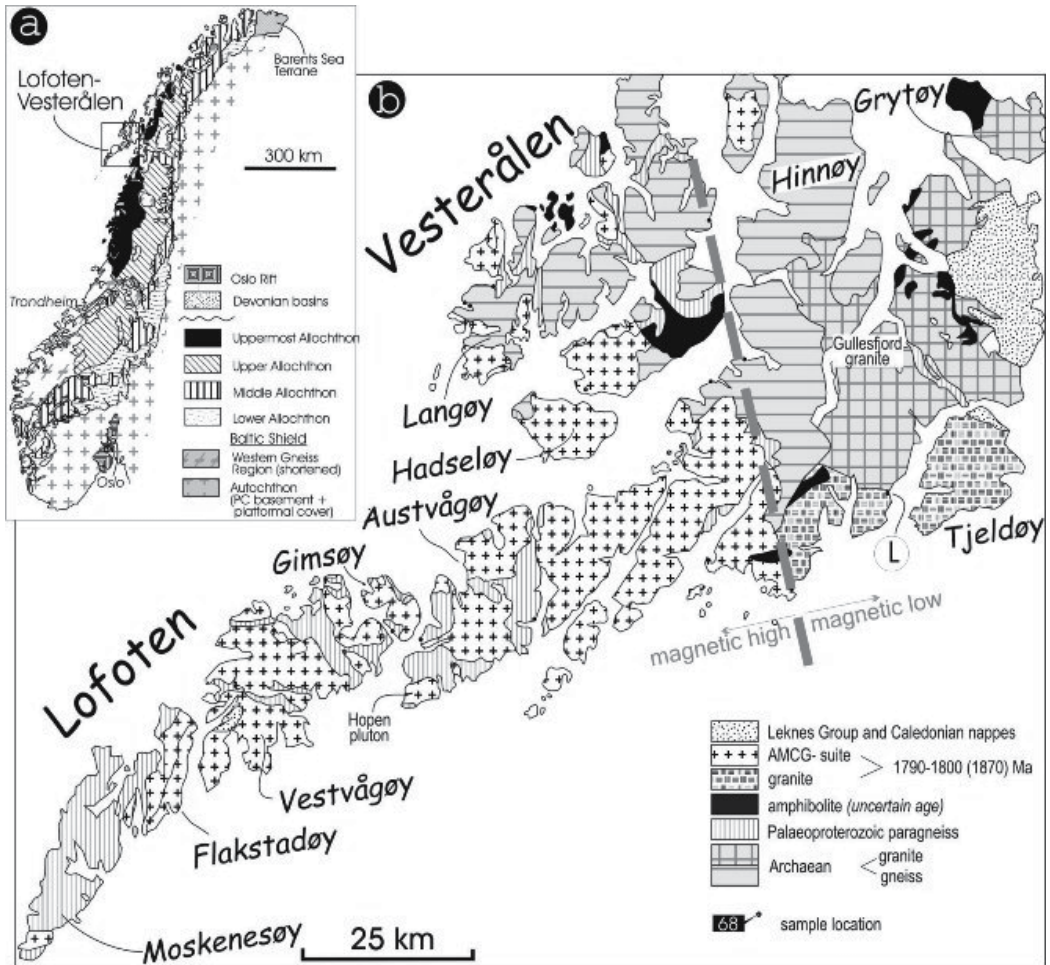 a
Barents Sea
Terrane
Lofoten-
Vesterålen
300 km
Trondheim
Oslo
Oslo Rift
Devonian basins
Uppermost Allochthon
Upper Allochthon
Middle Allochthon
Lower Allochthon
Baltic Shield
Western Gneiss
Region (shortened)
Autochthon
(PC basement +
platformal cover)
b
Grytøy
Vesterålen
Hinnøy
Gullesfjord
granite
Langøy
Hadseløy
Austvågøy
Gimsøy
Tjeldøy
L
magnetic high
magnetic low
Lofoten
Hopen
pluton
Vestvågøy
Flakstadøy
Moskenesøy
25 km
Leknes Group and Caledonian nappes
AMCG- suite
granite
1790-1800 (1870) Ma
amphibolite (uncertain age)
Palaeoproterozoic paragneiss
Archaean
granite
gneiss
68
sample location